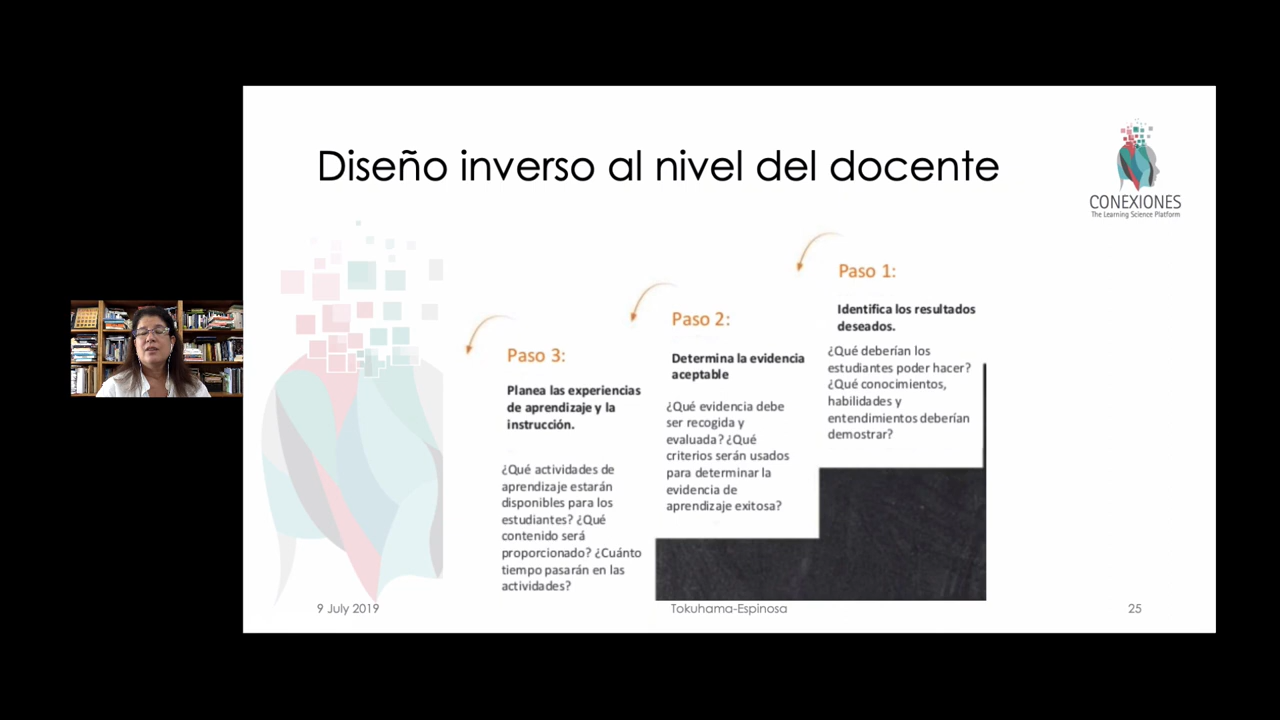 Diseño inverso al nivel del docente
CONEXIONES
The Learning Science Platform
Paso 1:
Identifica los resultados
deseados.
¿Qué deberían los
estudiantes poder hacer?
¿Qué conocimientos,
habilidades y
entendimientos deberían
demostrar?
Paso 2:
Determina la evidencia
aceptable
¿Qué evidencia debe
ser recogida y
evaluada? ¿Qué
criterios serán usados
para determinar la
evidencia de
aprendizaje exitosa?
Paso 3:
Planea las experiencias
de aprendizaje y la
instrucción.
¿Qué actividades de
aprendizaje estarán
disponibles para los
estudiantes? ¿Qué
contenido será
proporcionado? ¿Cuánto
tiempo pasarán en las
actividades?
9 July 2019
Tokuhama-Espinosa
25